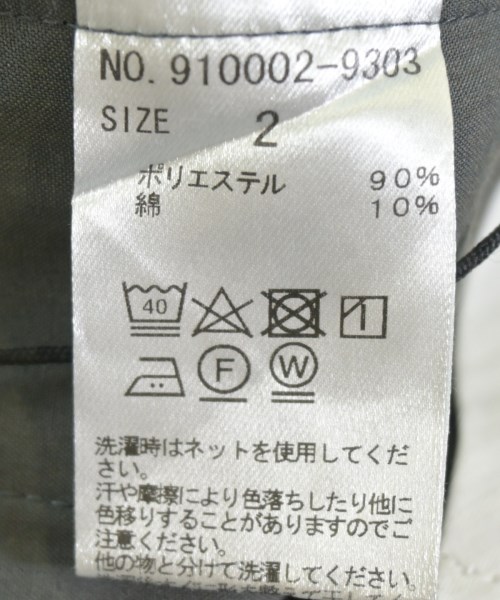 NO. 910002-9303
SIZE 2
ポリエステル 90%
綿 10%
40
F W
洗濯時はネットを使用してくだ
さい。
汗や摩擦により色落ちしたり他に
色移りすることがありますのでご
注意ください。
他の物と分けて洗濯してください。